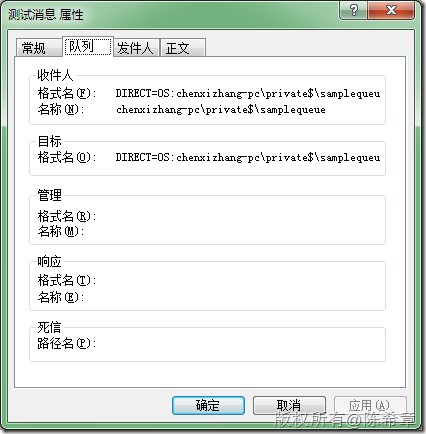 测试消息 属性
常规 队列 发件人 正文
收件人
格式名(F): DIRECT=OS:chenxizhang-pc\private$\samplequeu
名称(N): chenxizhang-pc\private$\samplequeue
目标
格式名(O): DIRECT=OS:chenxizhang-pc\private$\samplequeu
管理
格式名(R):
名称(M):
响应
格式名(T):
名称(E):
死信
路径名(P):
确定 取消 应用(A)
版权所有@陈希章